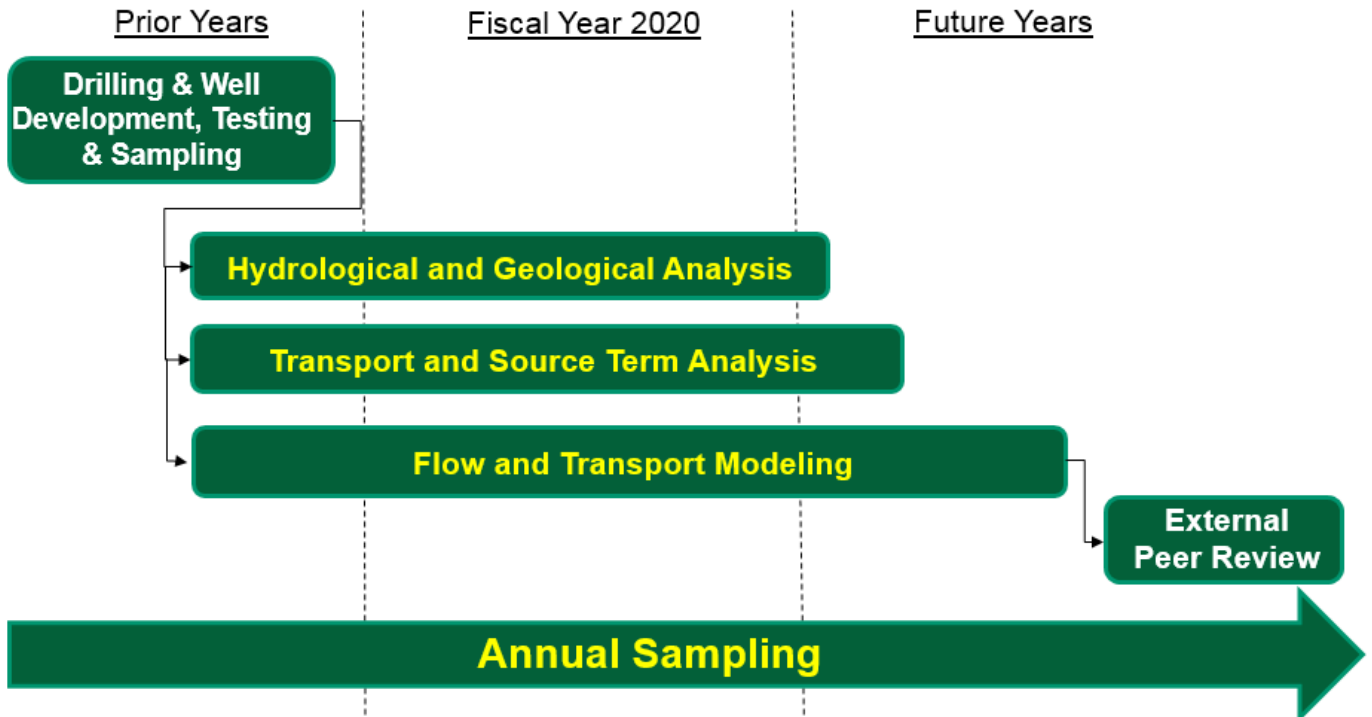 Prior Years
Fiscal Year 2020
Future Years
Drilling & Well
Development, Testing
& Sampling
Hydrological and Geological Analysis
Transport and Source Term Analysis
Flow and Transport Modeling
External
Peer Review
Annual Sampling